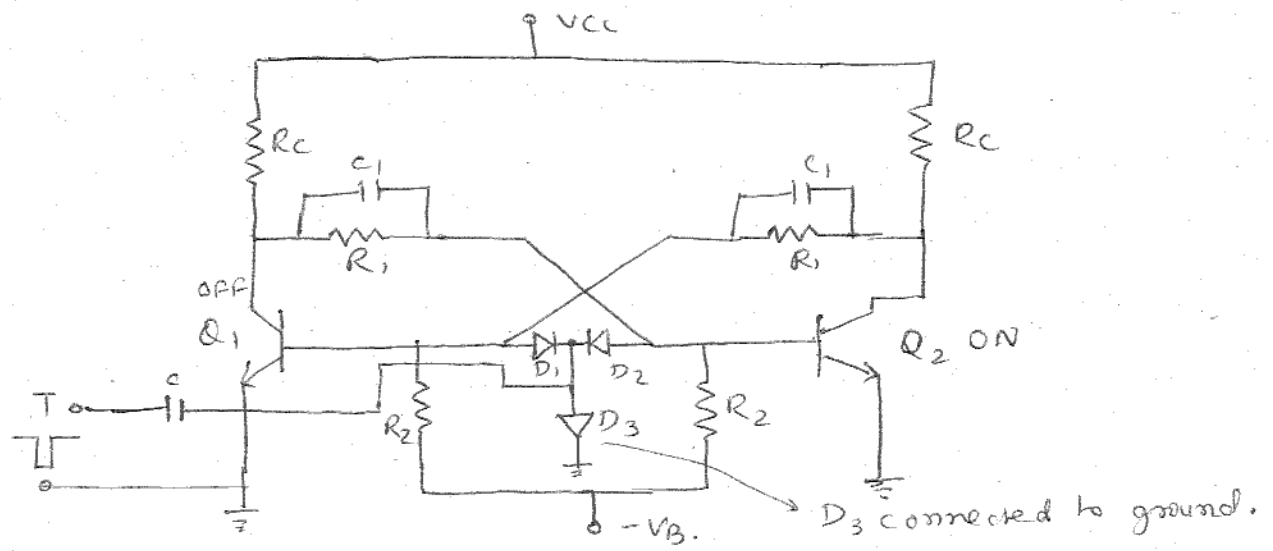 VCC
RC
C1
R1
C1
R1
RC
OFF
Q1
D1
D2
Q2 ON
T
C
R2
D3
R2
D3 connected to ground.
-VB.